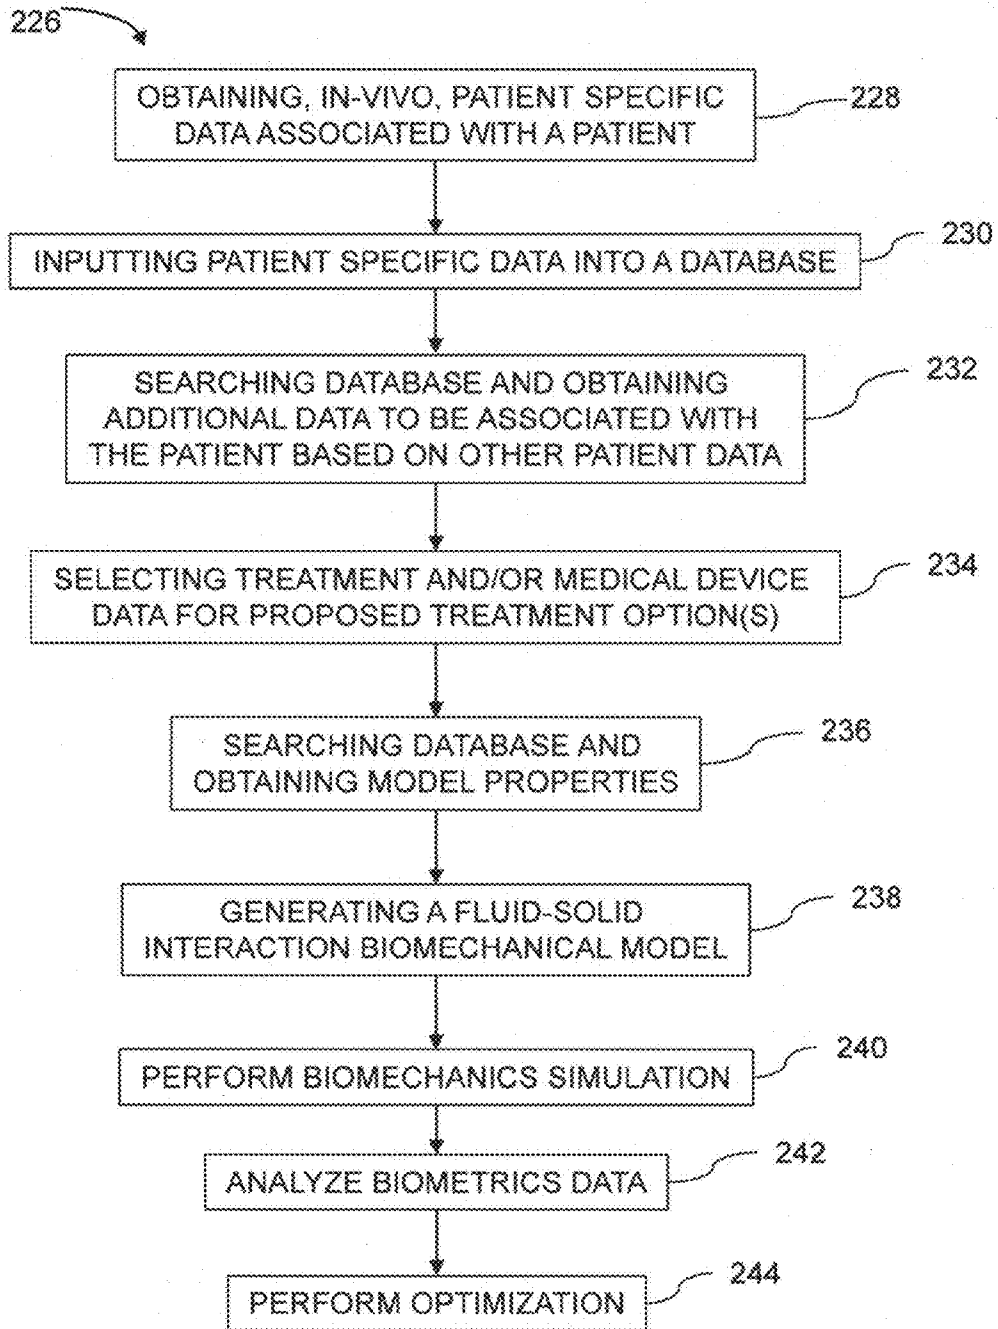 226
OBTAINING, IN-VIVO, PATIENT SPECIFIC
DATA ASSOCIATED WITH A PATIENT
228
INPUTTING PATIENT SPECIFIC DATA INTO A DATABASE
230
SEARCHING DATABASE AND OBTAINING
ADDITIONAL DATA TO BE ASSOCIATED WITH
THE PATIENT BASED ON OTHER PATIENT DATA
232
SELECTING TREATMENT AND/OR MEDICAL DEVICE
DATA FOR PROPOSED TREATMENT OPTION(S)
234
SEARCHING DATABASE AND
OBTAINING MODEL PROPERTIES
236
GENERATING A FLUID-SOLID
INTERACTION BIOMECHANICAL MODEL
238
PERFORM BIOMECHANICS SIMULATION
240
ANALYZE BIOMETRICS DATA
242
PERFORM OPTIMIZATION
244